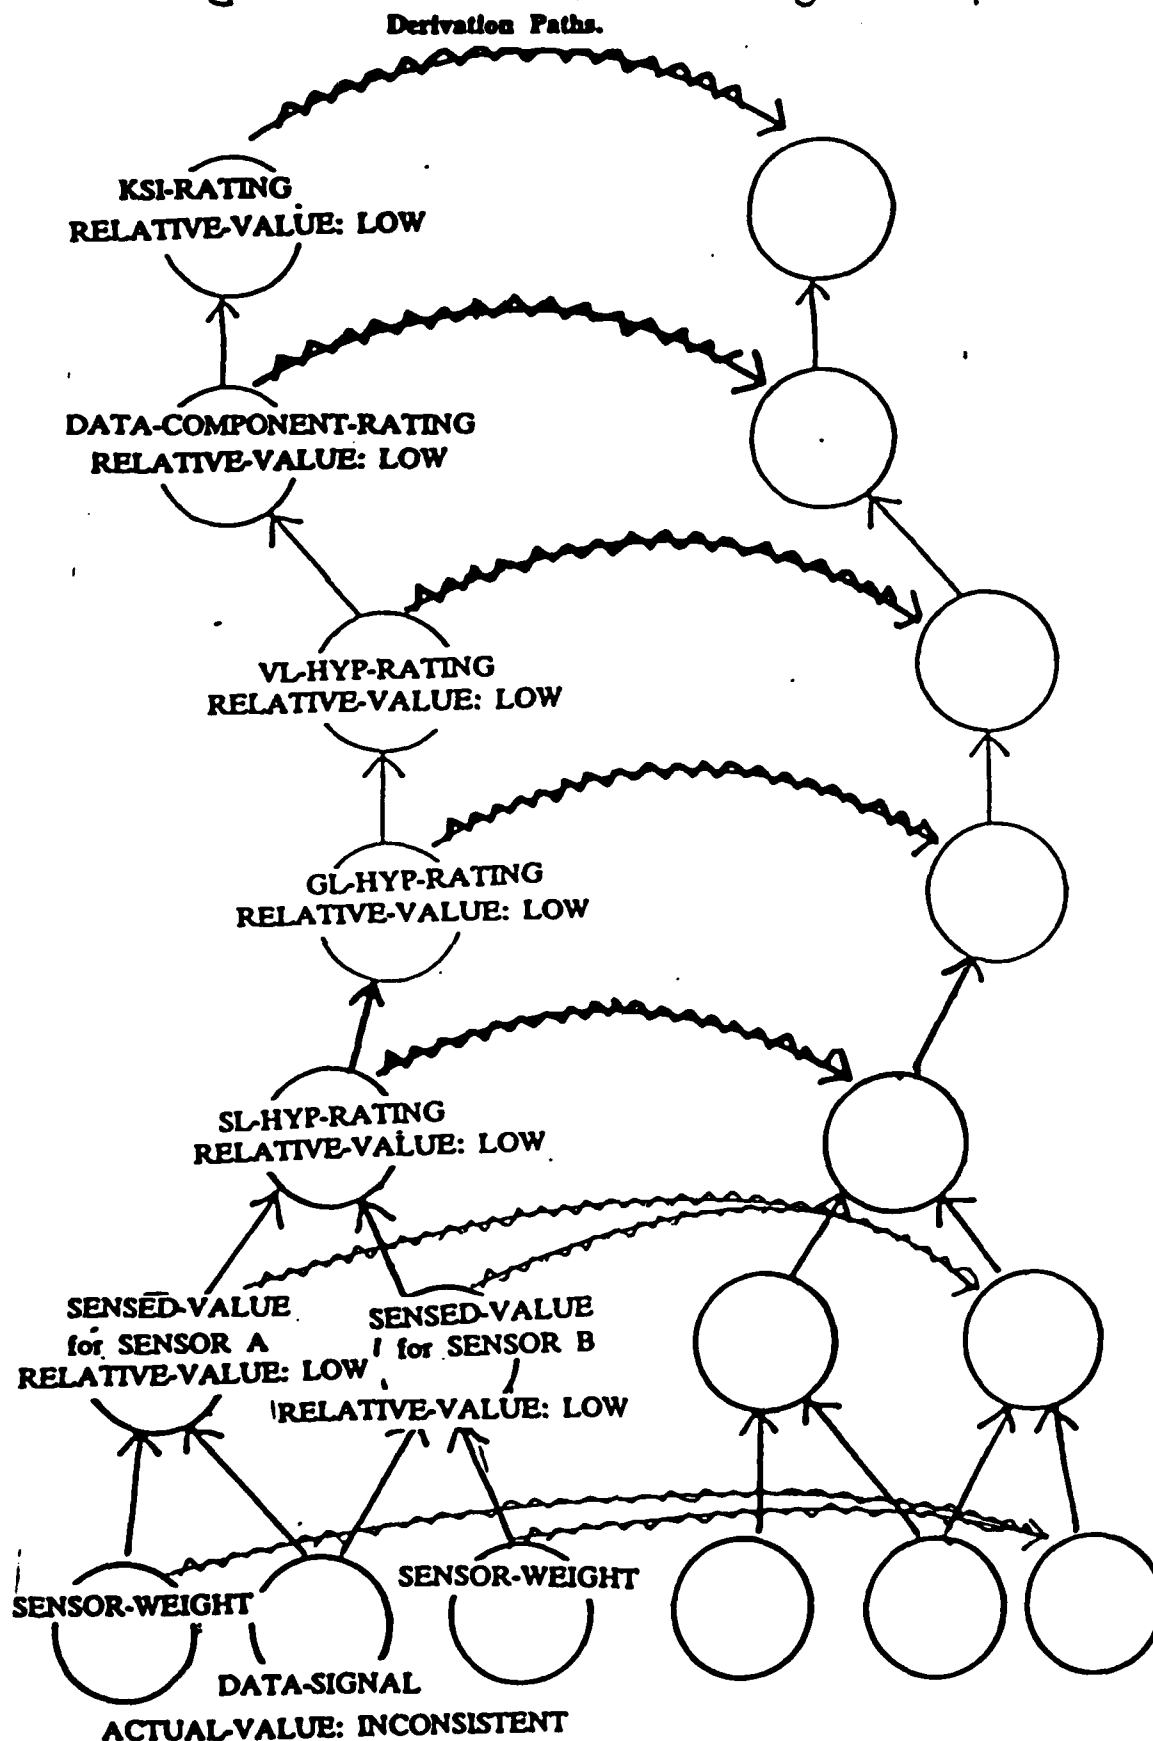 Derivation Paths.
KSI-RATING
RELATIVE-VALUE: LOW
DATA-COMPONENT-RATING
RELATIVE-VALUE: LOW
VL-HYP-RATING
RELATIVE-VALUE: LOW
GL-HYP-RATING
RELATIVE-VALUE: LOW
SL-HYP-RATING
RELATIVE-VALUE: LOW
SENSED-VALUE
for SENSOR A
RELATIVE-VALUE: LOW
SENSED-VALUE
for SENSOR B
RELATIVE-VALUE: LOW
SENSOR-WEIGHT
SENSOR-WEIGHT
DATA-SIGNAL
ACTUAL-VALUE: INCONSISTENT